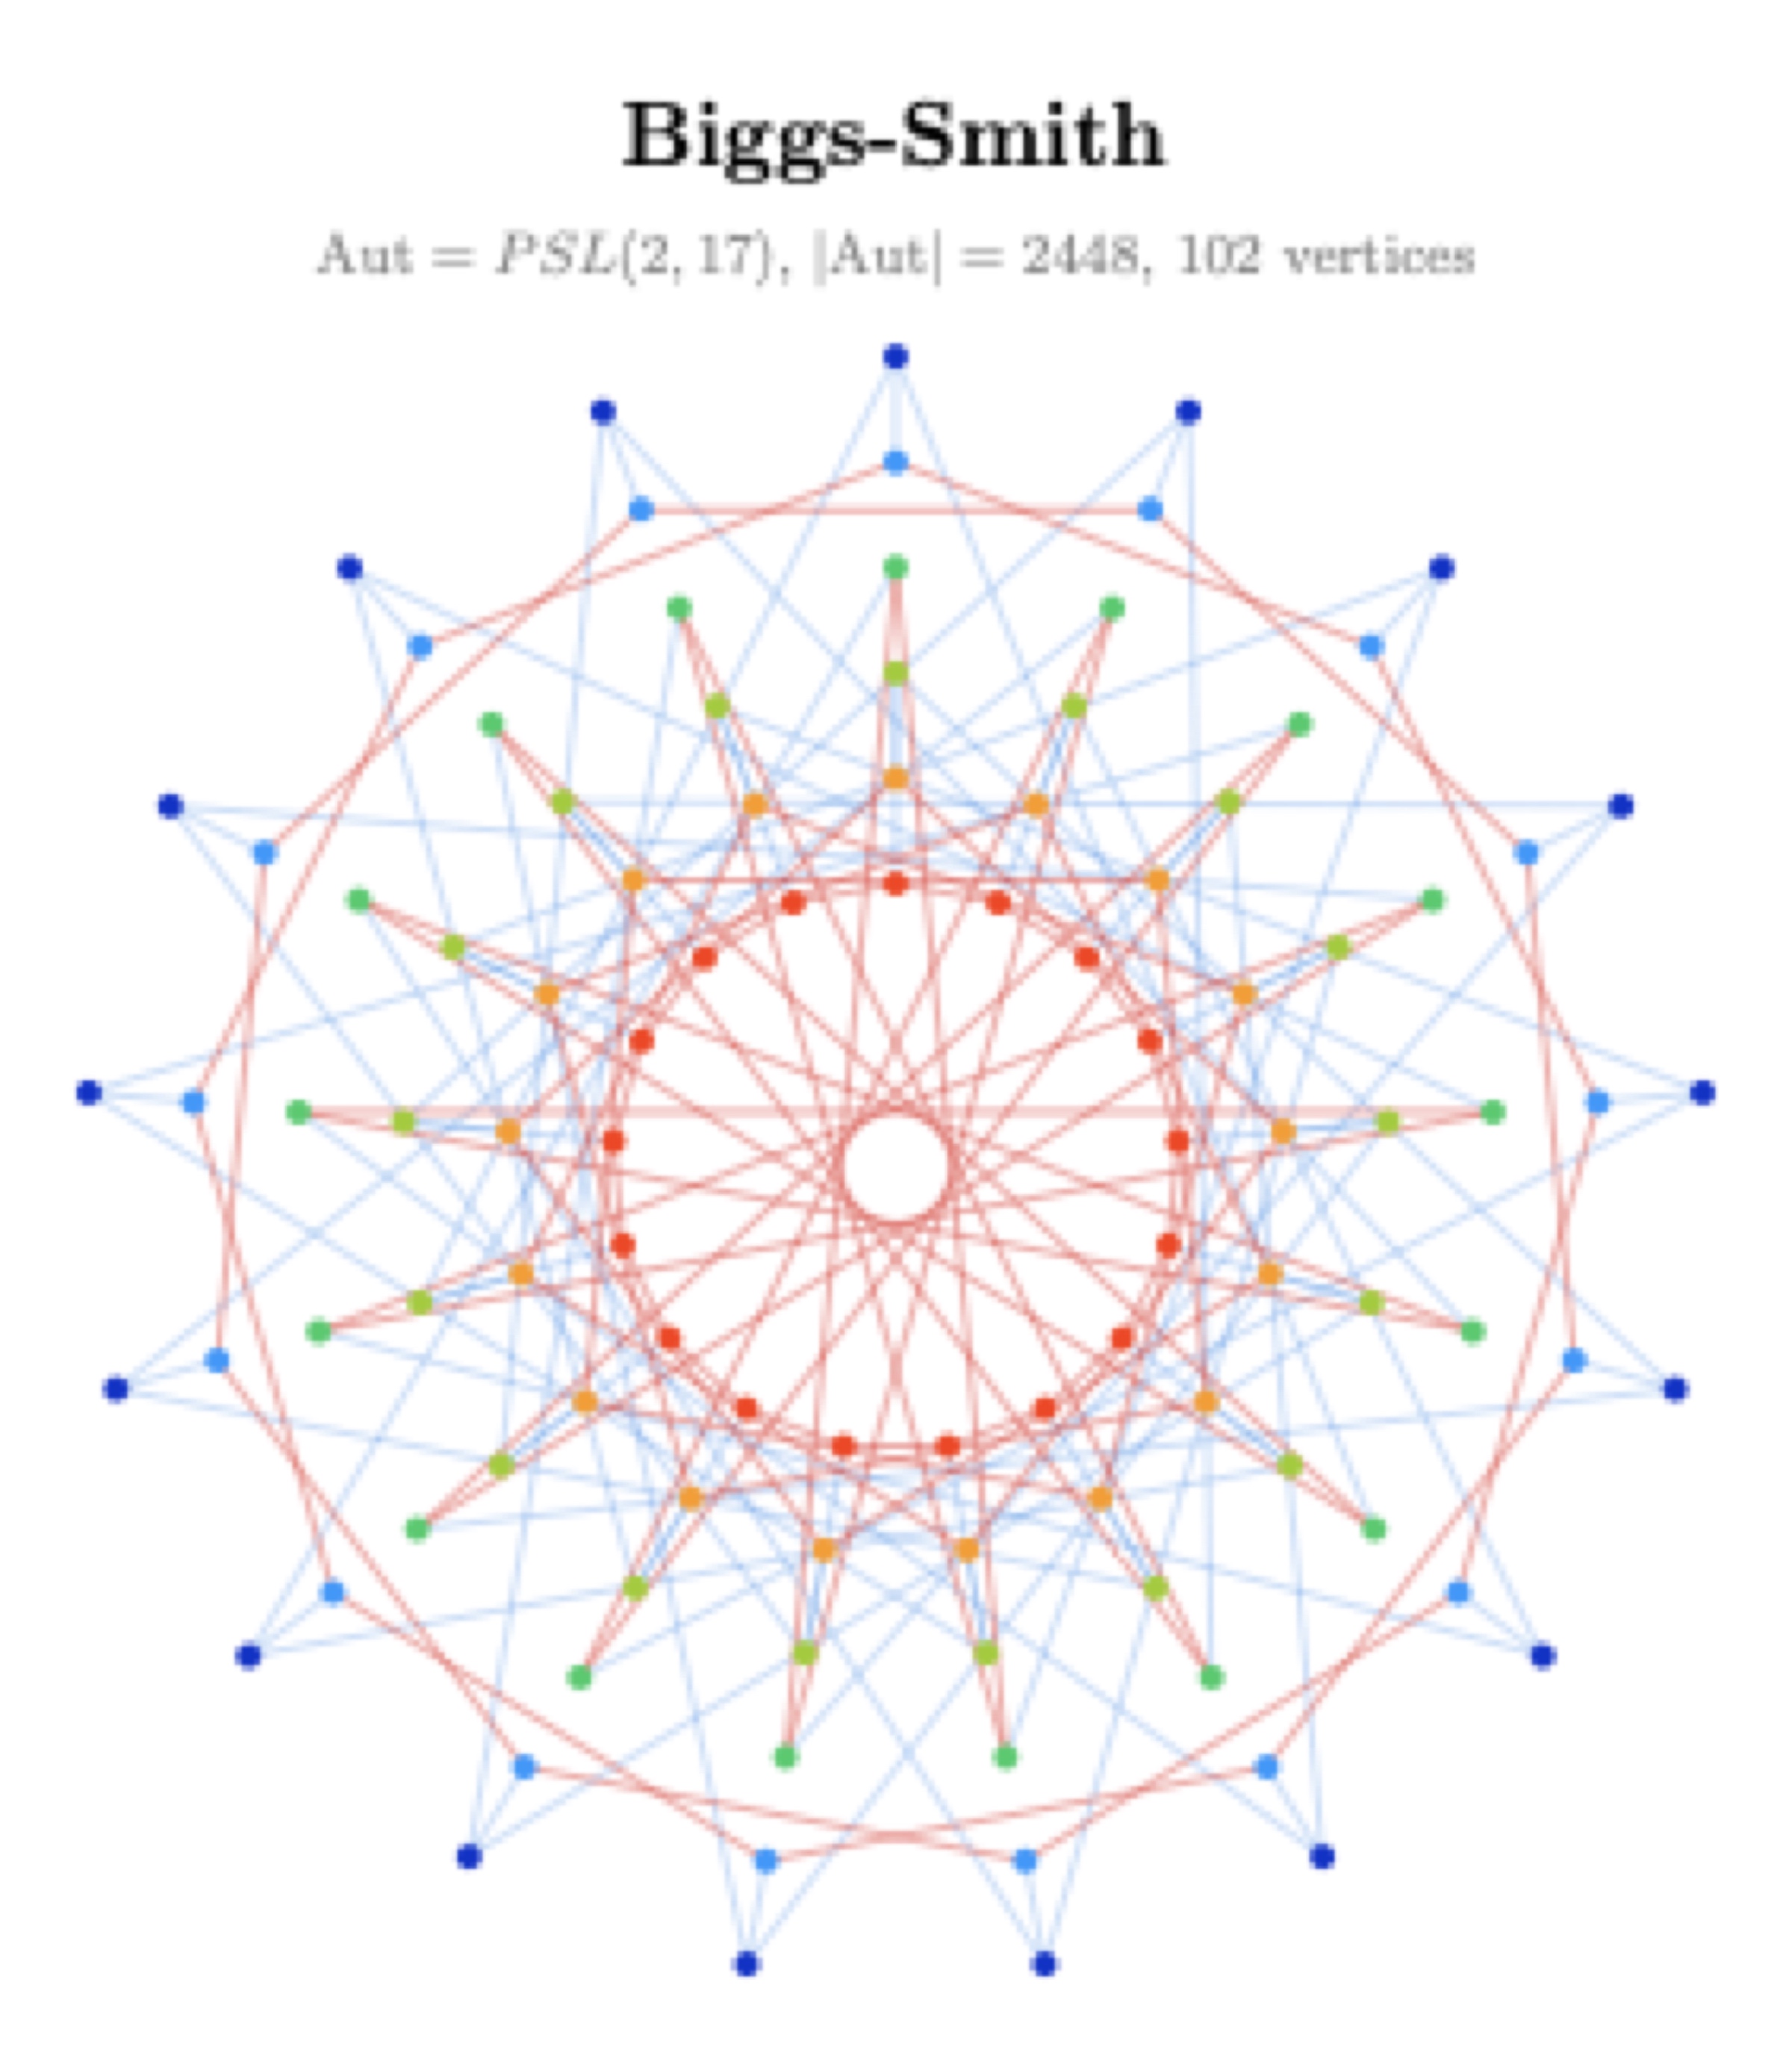 Biggs-Smith
Aut = PSL(2, 17), |Aut| = 2448, 102 vertices